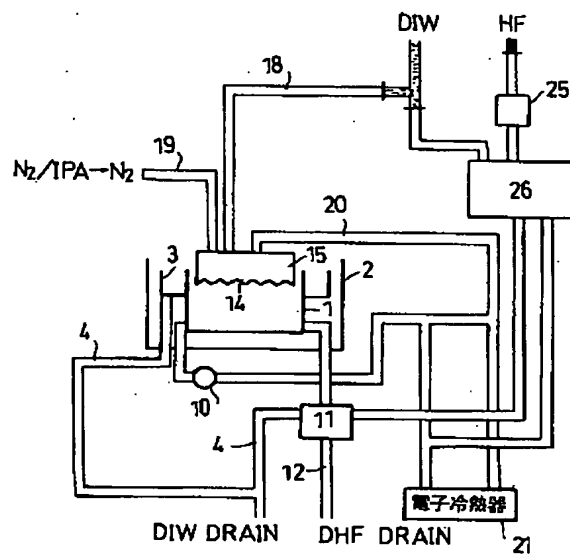 DIW
HF
18
25
19
N2/IPA→N2
26
20
3
15
2
14
1
4
10
11
4
12
電子冷熱器
DIW DRAIN
DHF DRAIN
21